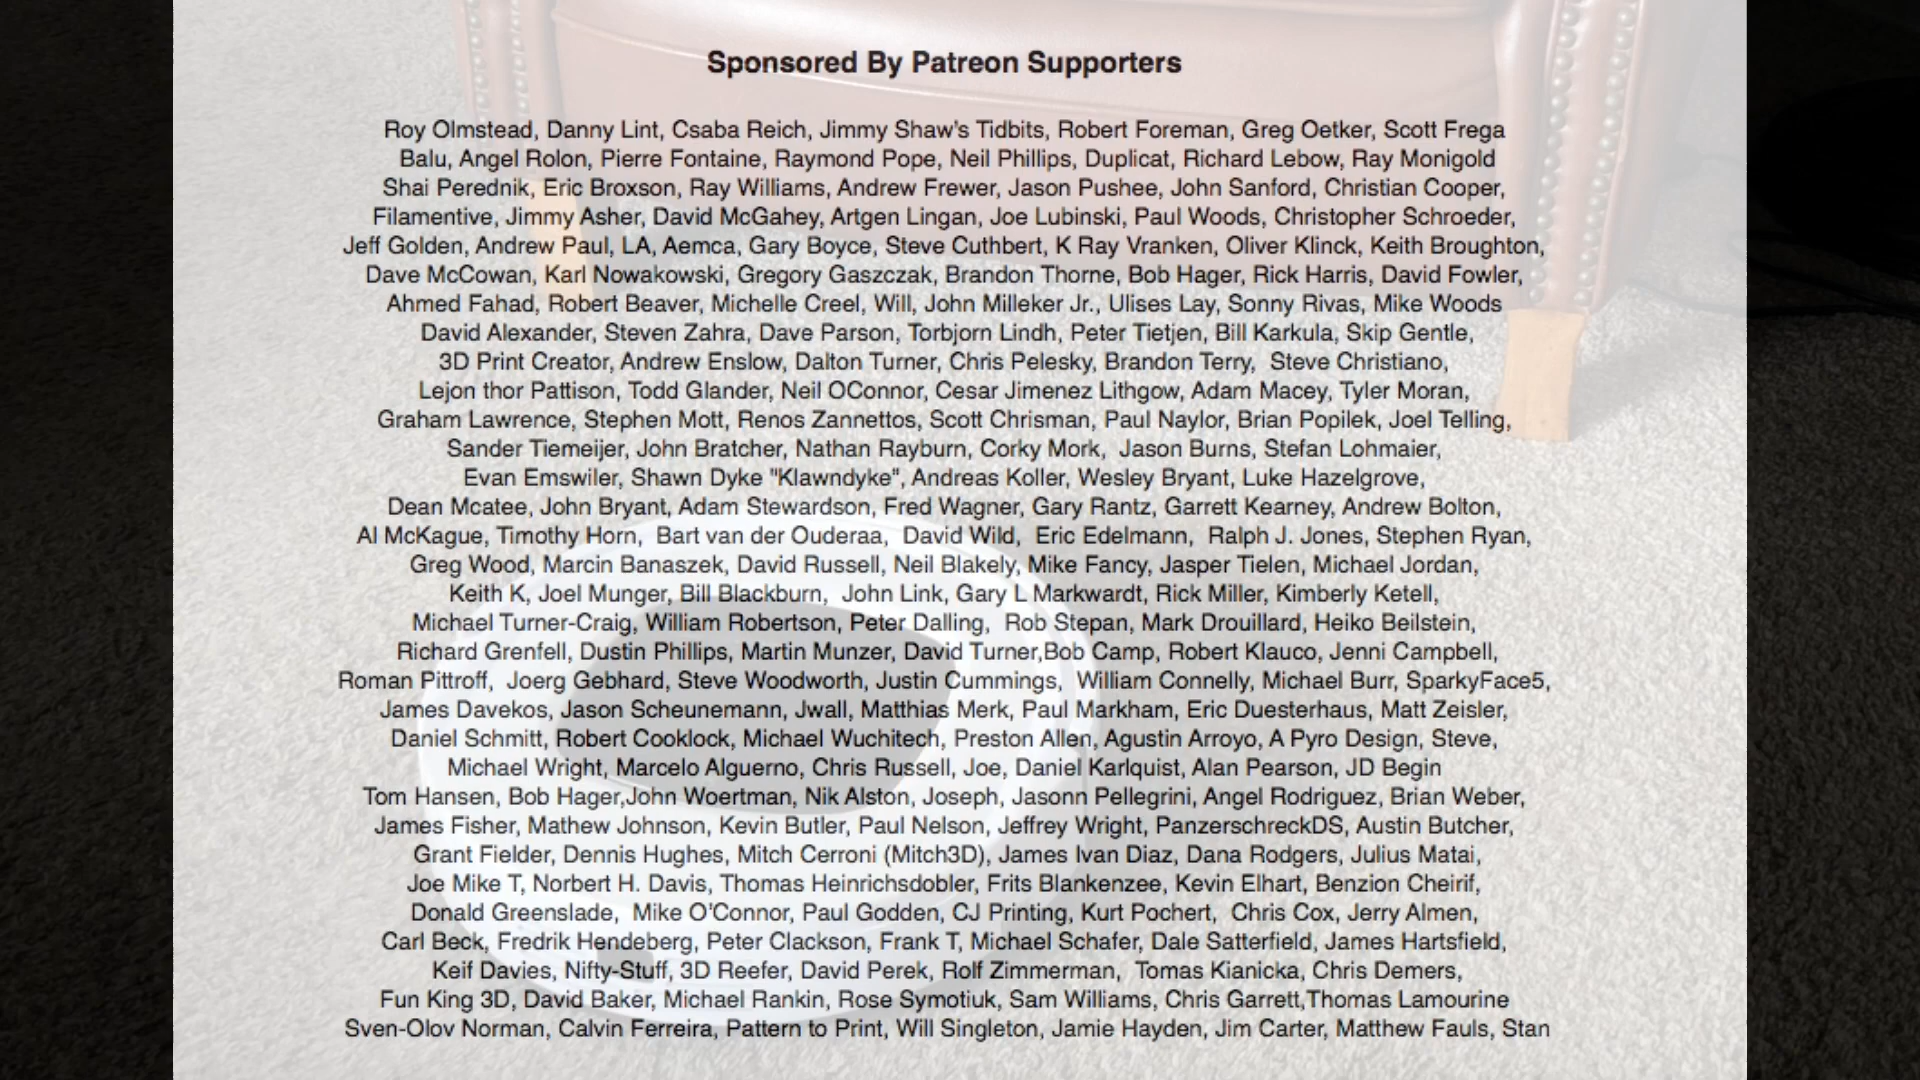 Sponsored By Patreon Supporters
Roy Olmstead, Danny Lint, Csaba Reich, Jimmy Shaw's Tidbits, Robert Foreman, Greg Oetker, Scott Frega
Balu, Angel Rolon, Pierre Fontaine, Raymond Pope, Neil Phillips, Duplicat, Richard Lebow, Ray Monigold
Shai Perednik, Eric Broxson, Ray Williams, Andrew Frewer, Jason Pushee, John Sanford, Christian Cooper,
Filamentive, Jimmy Asher, David McGahey, Artgen Lingan, Joe Lubinski, Paul Woods, Christopher Schroeder,
Jeff Golden, Andrew Paul, LA, Aemca, Gary Boyce, Steve Cuthbert, K Ray Vranken, Oliver Klinck, Keith Broughton,
Dave McCowan, Karl Nowakowski, Gregory Gaszczak, Brandon Thorne, Bob Hager, Rick Harris, David Fowler,
Ahmed Fahad, Robert Beaver, Michelle Creel, Will, John Milleker Jr., Ulises Lay, Sonny Rivas, Mike Woods
David Alexander, Steven Zahra, Dave Parson, Torbjorn Lindh, Peter Tietjen, Bill Karkula, Skip Gentle,
3D Print Creator, Andrew Enslow, Dalton Turner, Chris Pelesky, Brandon Terry,  Steve Christiano,
Lejon thor Pattison, Todd Glander, Neil OConnor, Cesar Jimenez Lithgow, Adam Macey, Tyler Moran,
Graham Lawrence, Stephen Mott, Renos Zannettos, Scott Chrisman, Paul Naylor, Brian Popilek, Joel Telling,
Sander Tiemeijer, John Bratcher, Nathan Rayburn, Corky Mork,  Jason Burns, Stefan Lohmaier,
Evan Emswiler, Shawn Dyke "Klawndyke", Andreas Koller, Wesley Bryant, Luke Hazelgrove,
Dean Mcatee, John Bryant, Adam Stewardson, Fred Wagner, Gary Rantz, Garrett Kearney, Andrew Bolton,
Al McKague, Timothy Horn,  Bart van der Ouderaa,  David Wild,  Eric Edelmann,  Ralph J. Jones, Stephen Ryan,
Greg Wood, Marcin Banaszek, David Russell, Neil Blakely, Mike Fancy, Jasper Tielen, Michael Jordan,
Keith K, Joel Munger, Bill Blackburn,  John Link, Gary L Markwardt, Rick Miller, Kimberly Ketell,
Michael Turner-Craig, William Robertson, Peter Dalling,  Rob Stepan, Mark Drouillard, Heiko Beilstein,
Richard Grenfell, Dustin Phillips, Martin Munzer, David Turner,Bob Camp, Robert Klauco, Jenni Campbell,
Roman Pittroff,  Joerg Gebhard, Steve Woodworth, Justin Cummings,  William Connelly, Michael Burr, SparkyFace5,
James Davekos, Jason Scheunemann, Jwall, Matthias Merk, Paul Markham, Eric Duesterhaus, Matt Zeisler,
Daniel Schmitt, Robert Cooklock, Michael Wuchitech, Preston Allen, Agustin Arroyo, A Pyro Design, Steve,
Michael Wright, Marcelo Alguerno, Chris Russell, Joe, Daniel Karlquist, Alan Pearson, JD Begin
Tom Hansen, Bob Hager,John Woertman, Nik Alston, Joseph, Jasonn Pellegrini, Angel Rodriguez, Brian Weber,
James Fisher, Mathew Johnson, Kevin Butler, Paul Nelson, Jeffrey Wright, PanzerschreckDS, Austin Butcher,
Grant Fielder, Dennis Hughes, Mitch Cerroni (Mitch3D), James Ivan Diaz, Dana Rodgers, Julius Matai,
Joe Mike T, Norbert H. Davis, Thomas Heinrichsdobler, Frits Blankenzee, Kevin Elhart, Benzion Cheirif,
Donald Greenslade,  Mike O'Connor, Paul Godden, CJ Printing, Kurt Pochert,  Chris Cox, Jerry Almen,
Carl Beck, Fredrik Hendeberg, Peter Clackson, Frank T, Michael Schafer, Dale Satterfield, James Hartsfield,
Keif Davies, Nifty-Stuff, 3D Reefer, David Perek, Rolf Zimmerman,  Tomas Kianicka, Chris Demers,
Fun King 3D, David Baker, Michael Rankin, Rose Symotiuk, Sam Williams, Chris Garrett,Thomas Lamourine
Sven-Olov Norman, Calvin Ferreira, Pattern to Print, Will Singleton, Jamie Hayden, Jim Carter, Matthew Fauls, Stan